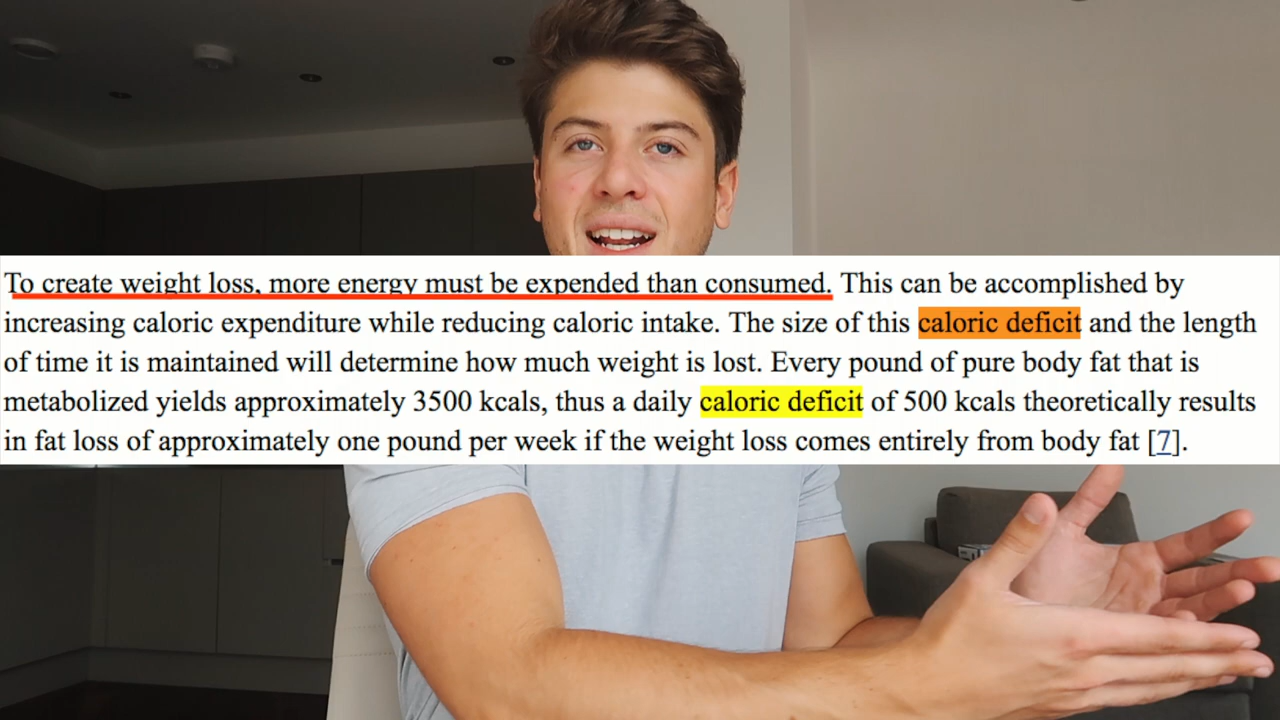 To create weight loss, more energy must be expended than consumed. This can be accomplished by
increasing caloric expenditure while reducing caloric intake. The size of this caloric deficit and the length
of time it is maintained will determine how much weight is lost. Every pound of pure body fat that is
metabolized yields approximately 3500 kcals, thus a daily caloric deficit of 500 kcals theoretically results
in fat loss of approximately one pound per week if the weight loss comes entirely from body fat [7].